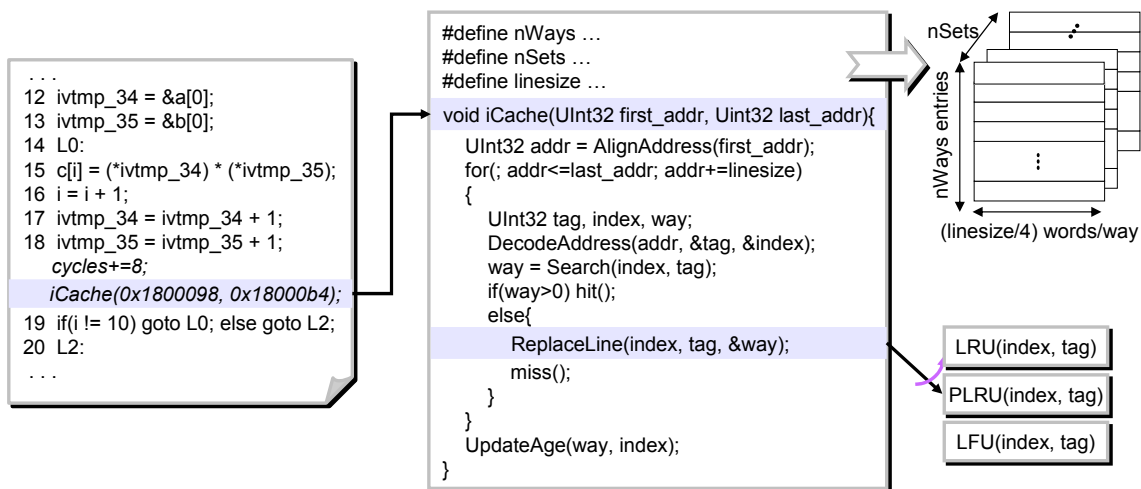 . . .
12 ivtmp_34 = &a[0];
13 ivtmp_35 = &b[0];
14 L0:
15 c[i] = (*ivtmp_34) * (*ivtmp_35);
16 i = i + 1;
17 ivtmp_34 = ivtmp_34 + 1;
18 ivtmp_35 = ivtmp_35 + 1;
cycles+=8;
iCache(0x1800098, 0x18000b4);
19 if(i != 10) goto L0; else goto L2;
20 L2:
. . .
#define nWays …
#define nSets …
#define linesize …
void iCache(UInt32 first_addr, Uint32 last_addr){
UInt32 addr = AlignAddress(first_addr);
for(; addr<=last_addr; addr+=linesize)
{
UInt32 tag, index, way;
DecodeAddress(addr, &tag, &index);
way = Search(index, tag);
if(way>0) hit();
else{
ReplaceLine(index, tag, &way);
miss();
}
}
UpdateAge(way, index);
}
nSets
nWays entries
(linesize/4) words/way
LRU(index, tag)
PLRU(index, tag)
LFU(index, tag)